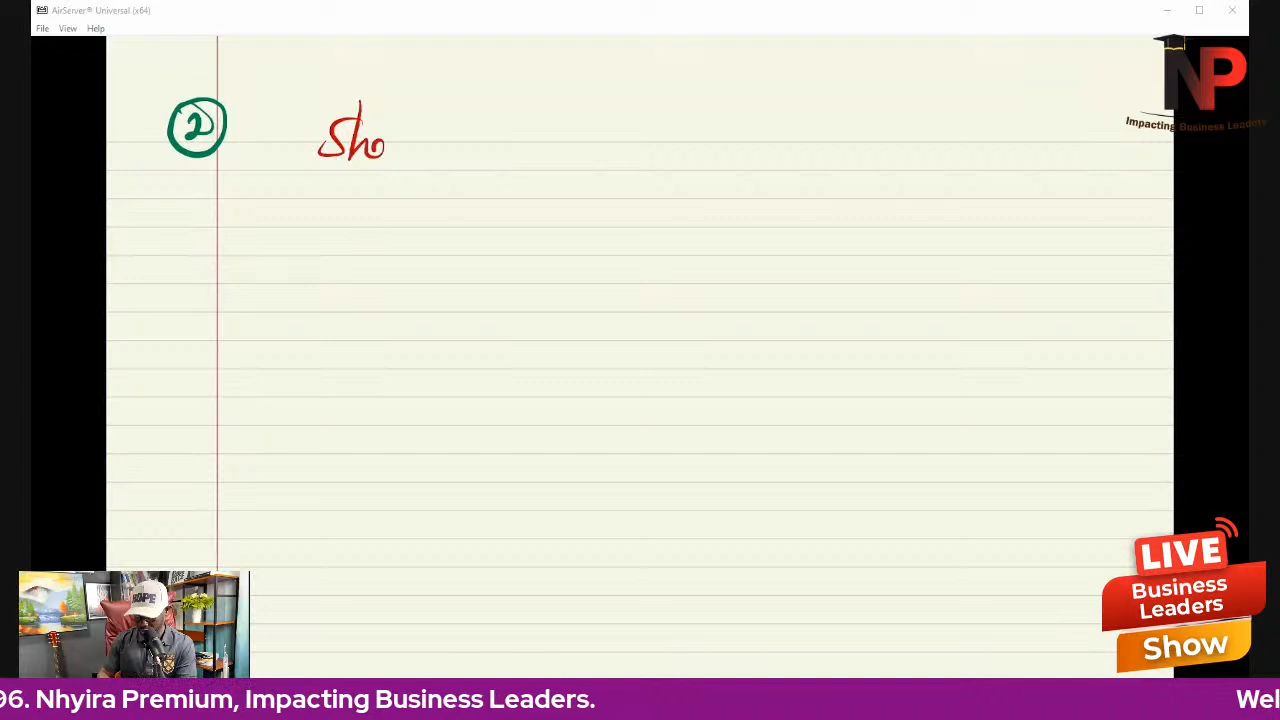 AirServer® Universal (x64)
File View Help
2 Sho
NP
Impacting Business Leaders
LIVE
Business
Leaders
Show
96. Nhyira Premium, Impacting Business Leaders. Wel